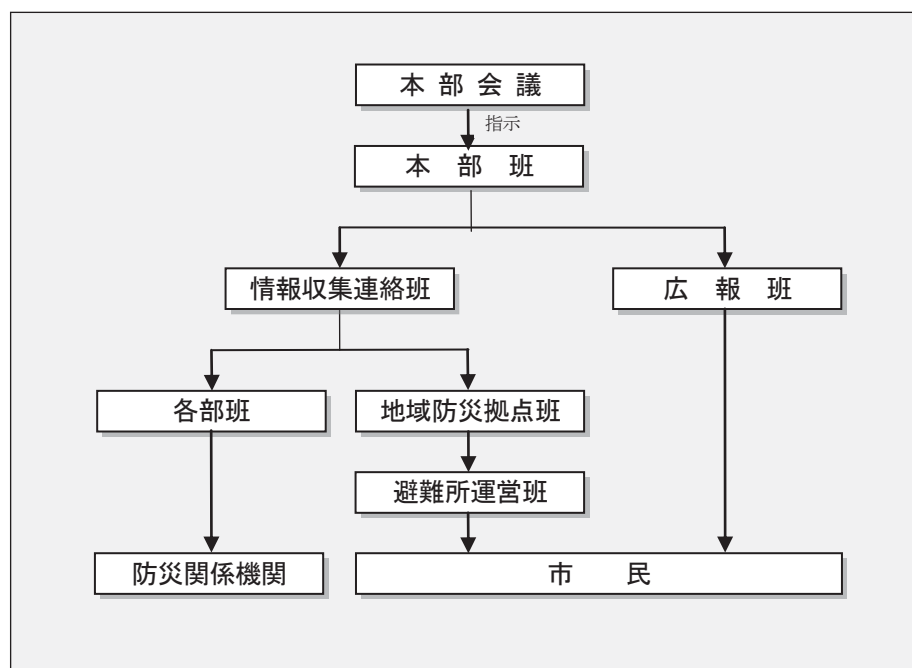 本部会議
指示
本部班
情報収集連絡班
広報班
各部班
地域防災拠点班
避難所運営班
防災関係機関
市民